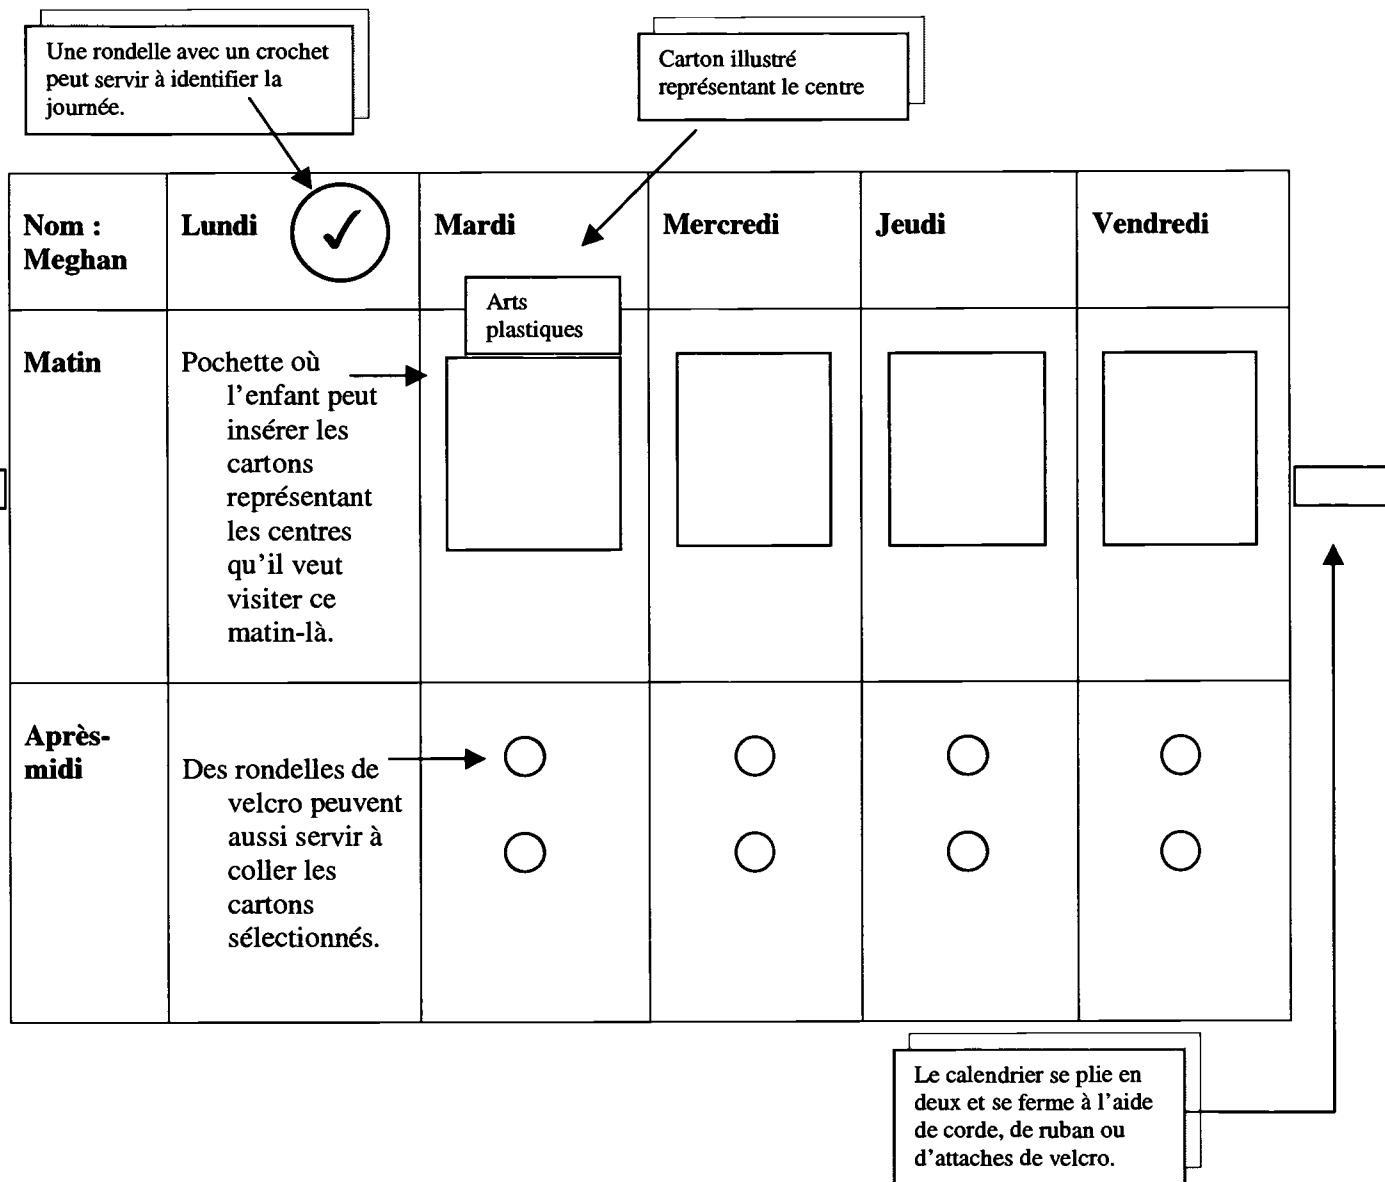 Une rondelle avec un crochet
peut servir à identifier la
journée.
Carton illustré
représentant le centre
Nom :
Meghan
Lundi
Mardi
Mercredi
Jeudi
Vendredi
Arts
plastiques
Matin
Pochette où
l'enfant peut
insérer les
cartons
représentant
les centres
qu'il veut
visiter ce
matin-là.
Après-
midi
Des rondelles de
velcro peuvent
aussi servir à
coller les
cartons
sélectionnés.
Le calendrier se plie en
deux et se ferme à l'aide
de corde, de ruban ou
d'attaches de velcro.